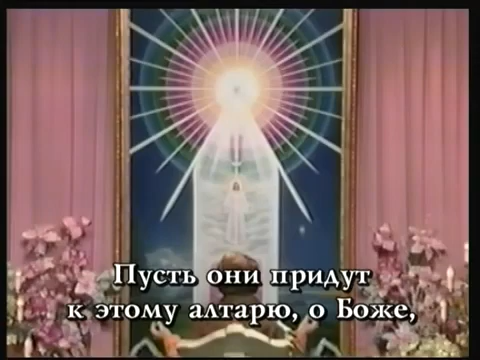 Пусть они придут
к этому алтарю, о Боже,